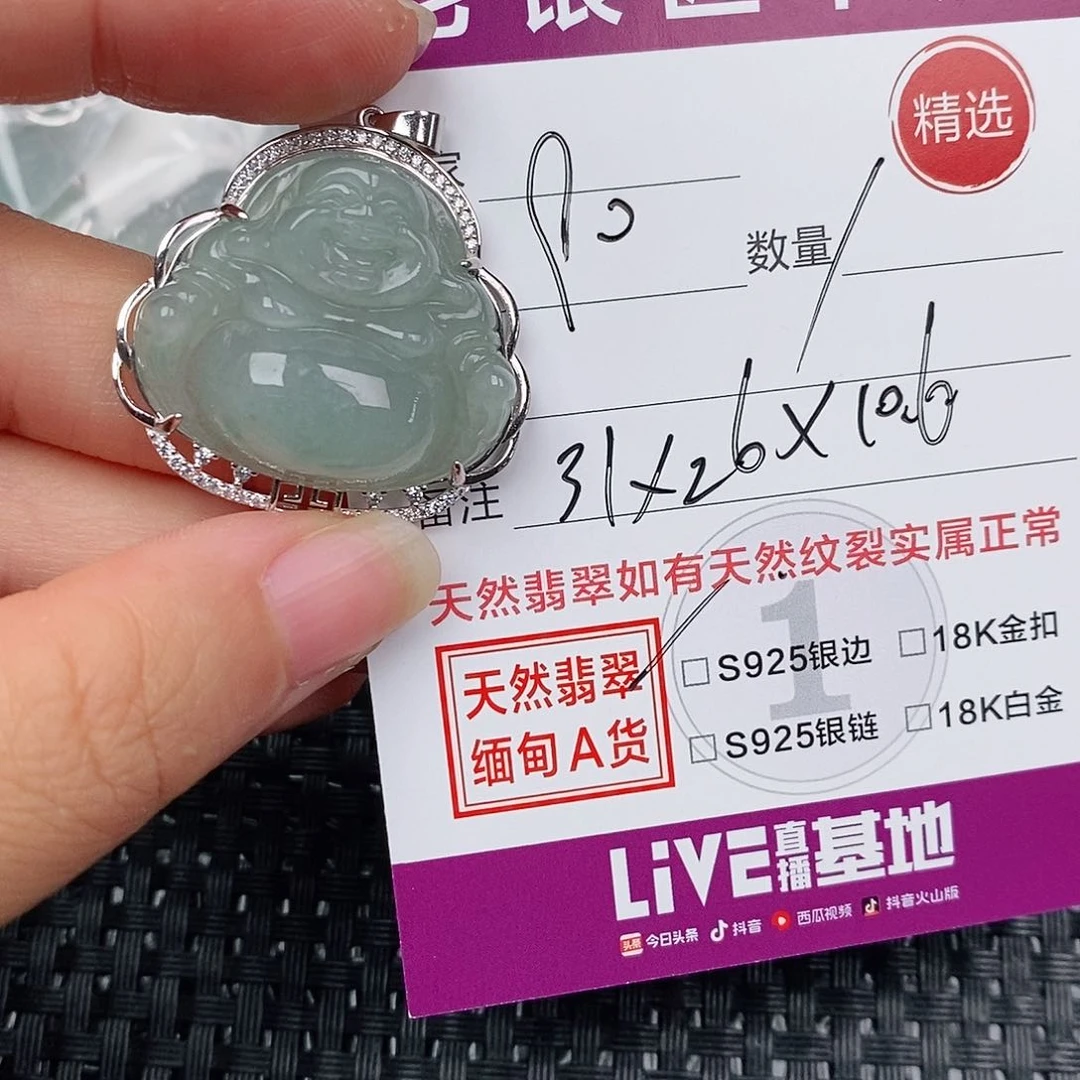 精选
数量
31X26X10.6
备注
天然翡翠如有天然纹裂实属正常
天然翡翠
缅甸A货
1
S925银边 18K金扣
S925银链 18K白金
LiVE直播基地
头条 今日头条 抖音 西瓜视频 抖音火山版